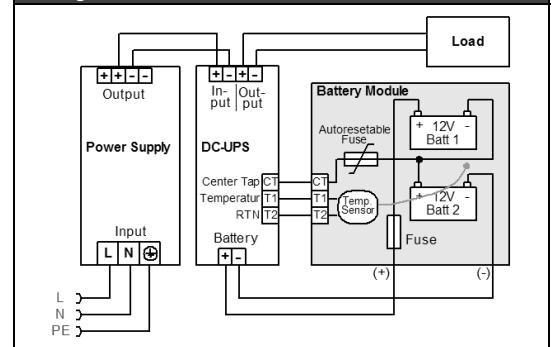 Load
+ + - -
Output
+ - + -
In-put
Out-put
Power Supply
DC-UPS
Battery Module
Autoresetable
Fuse
+ 12V -
Batt 1
Center Tap CT
CT
Temperatur T1
T1
RTN T2
T2
Temp.
Sensor
+ 12V -
Batt 2
Fuse
Input
L N
Battery
+ -
(+)
(-)
L
N
PE